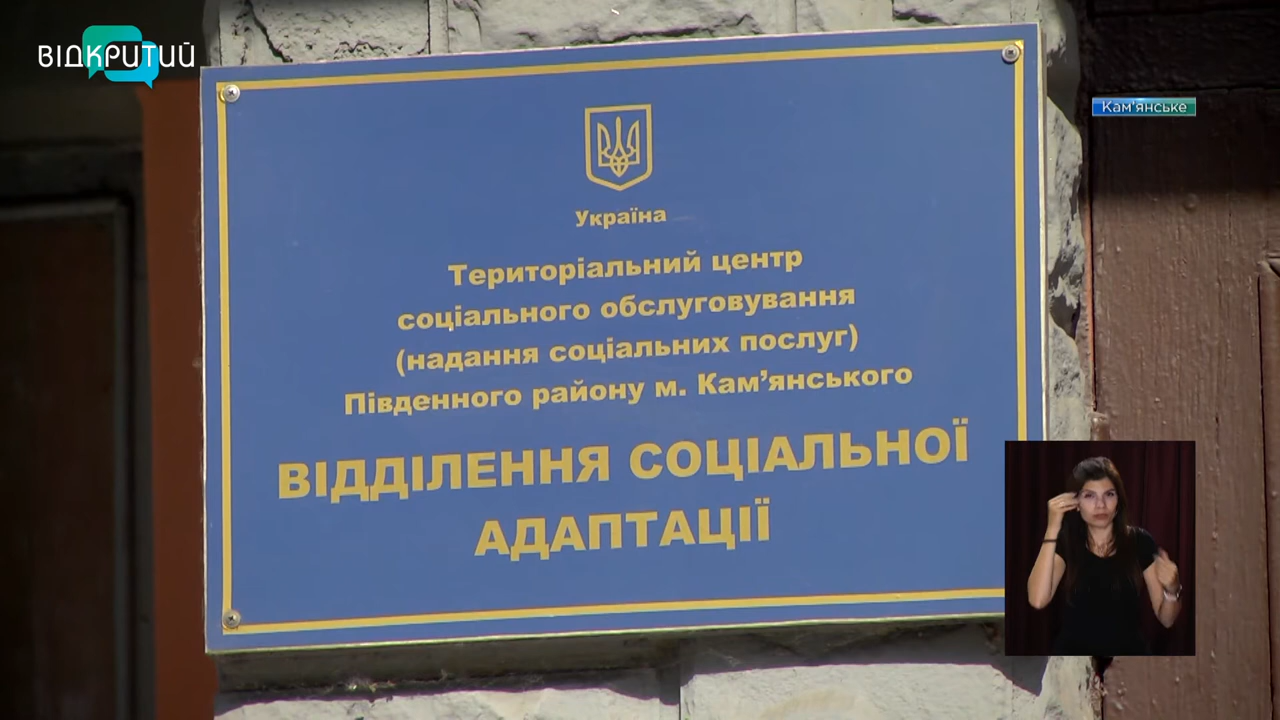 ВІДКРИТИЙ
Кам'янське
Україна
Територіальний центр
соціального обслуговування
(надання соціальних послуг)
Південного району м. Кам’янського
ВІДДІЛЕННЯ СОЦІАЛЬНОЇ
АДАПТАЦІЇ